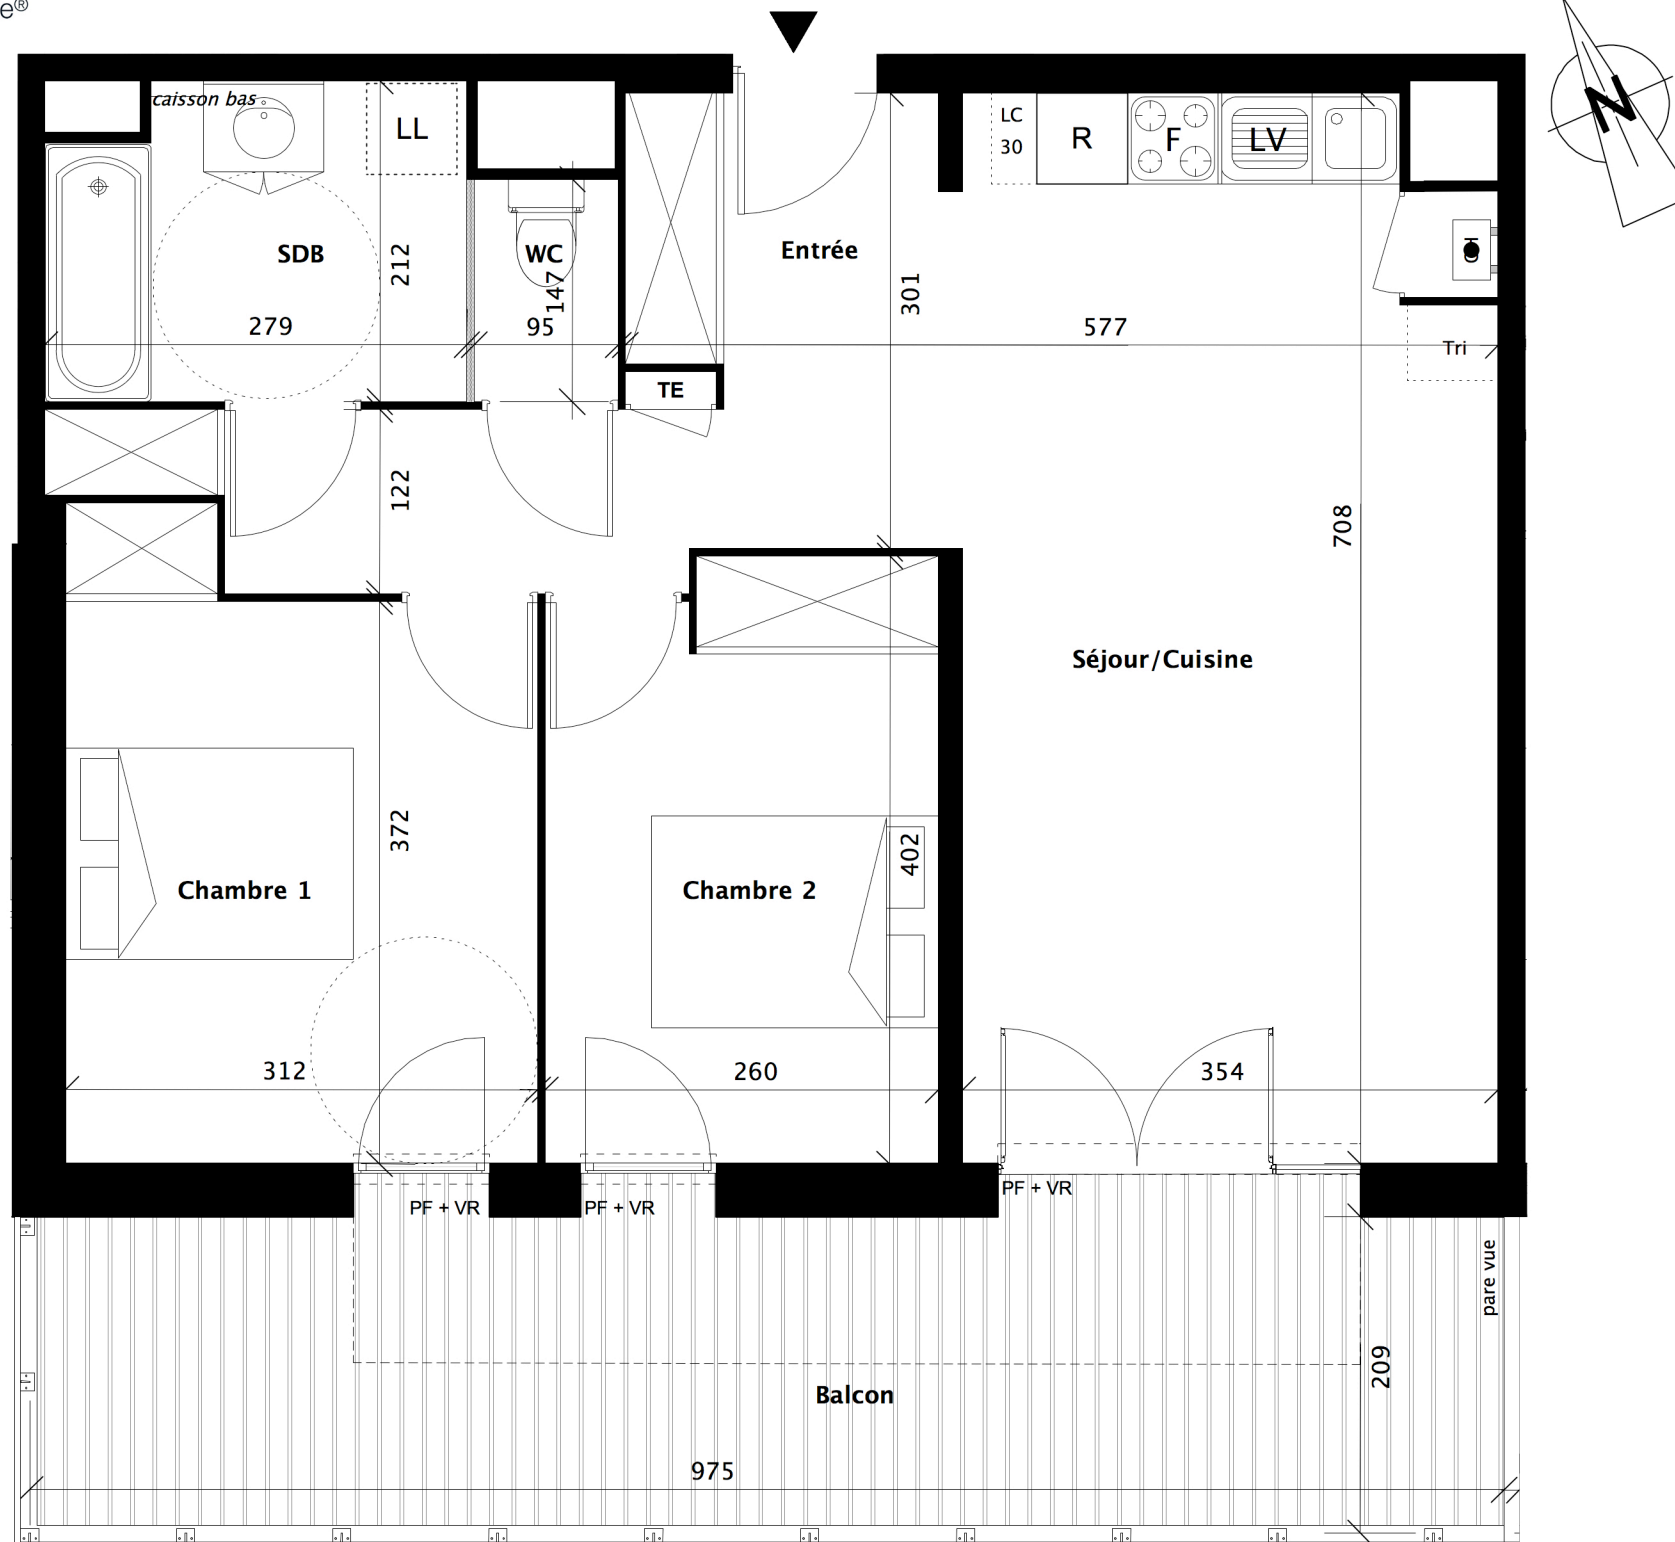 e®
N
caisson bas
LL
LC
30
R
F
LV
SDB
212
WC
147
Entrée
301
CH
279
95
577
Tri
TE
122
708
Séjour/Cuisine
372
402
Chambre 1
Chambre 2
312
260
354
PF + VR
PF + VR
PF + VR
pare vue
209
Balcon
975